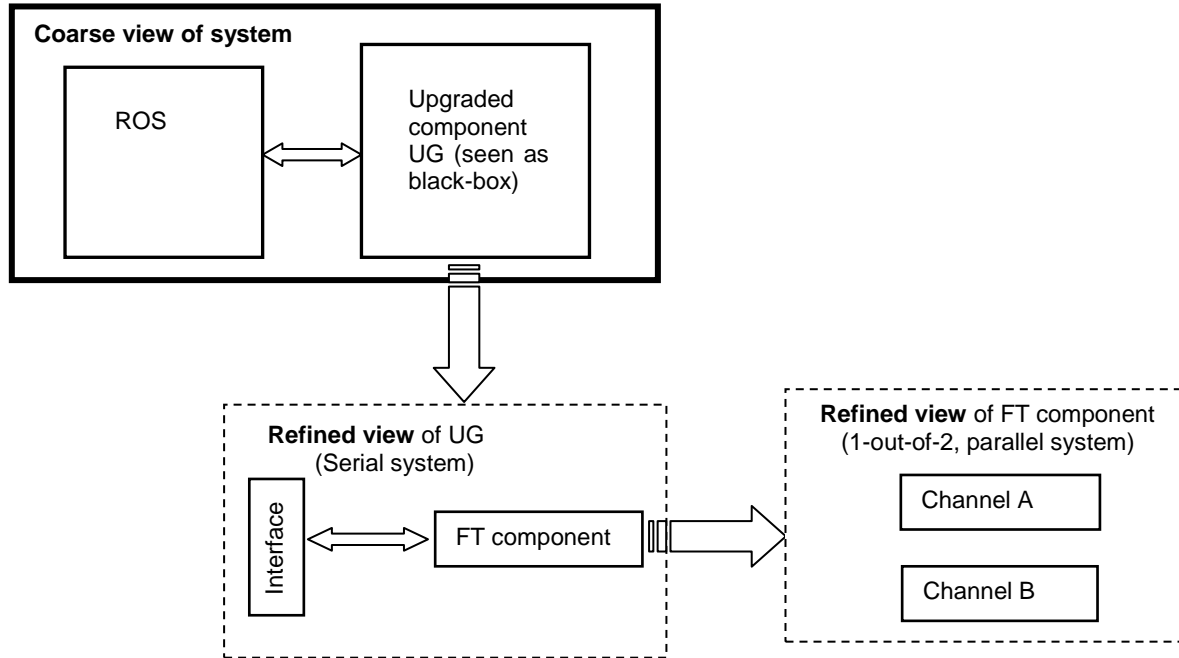 Coarse view of system
ROS
Upgraded
component
UG (seen as
black-box)
Refined view of UG
(Serial system)
Interface
FT component
Refined view of FT component
(1-out-of-2, parallel system)
Channel A
Channel B